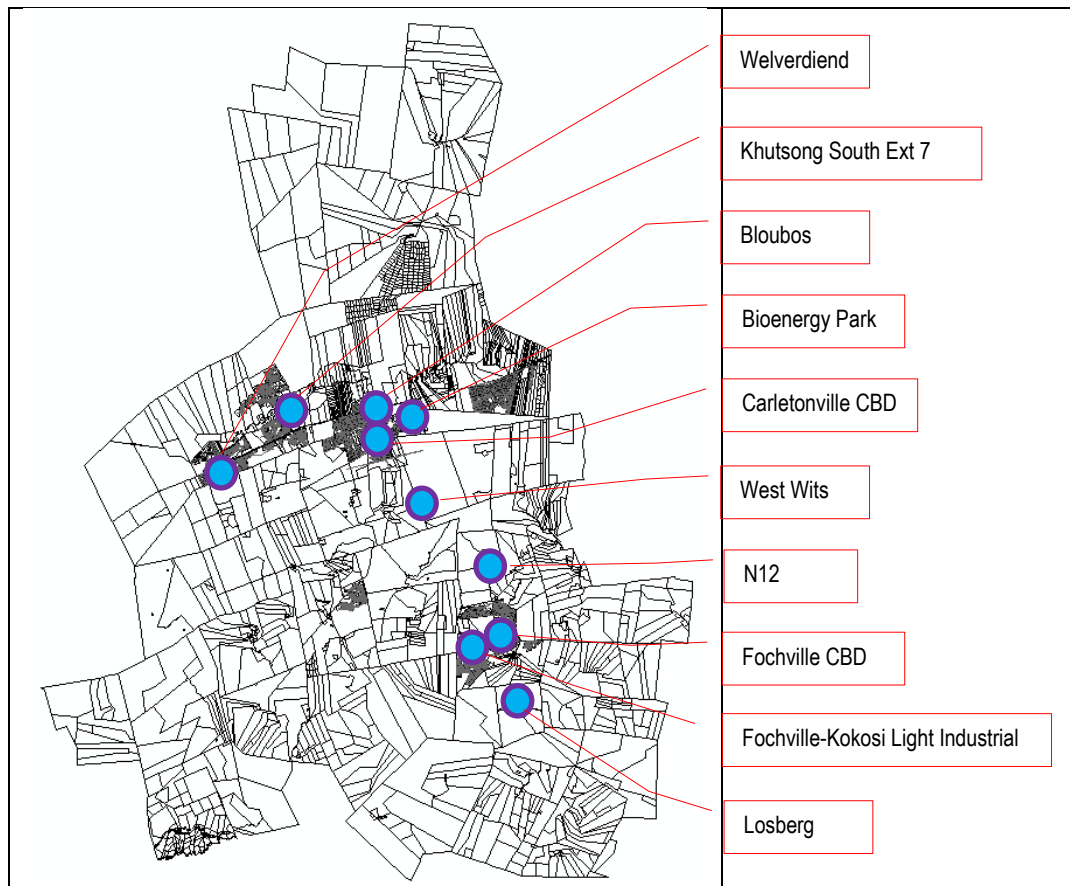 Welverdiend
Khutsong South Ext 7
Bloubos
Bioenergy Park
Carletonville CBD
West Wits
N12
Fochville CBD
Fochville-Kokosi Light Industrial
Losberg